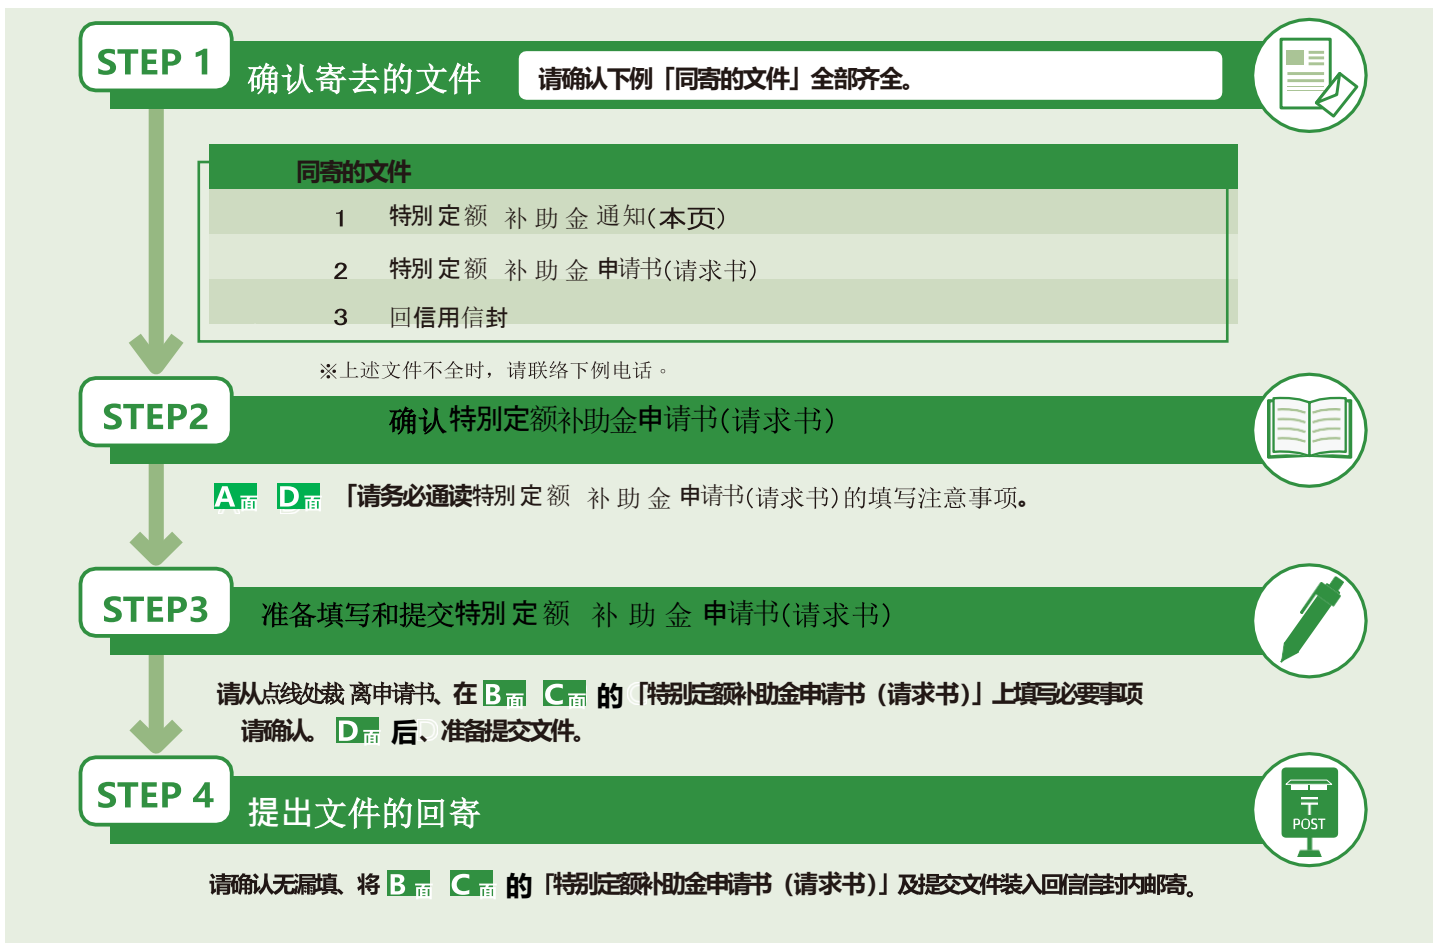 STEP 1
确认寄去的文件 请确认下例「同寄的文件」全部齐全。
同寄的文件
1 特別定额 补助金通知(本页)
2 特別定额 补助金申请书(请求书)
3 回信用信封
※上述文件不全时，请联络下例电话。
STEP2
确认特別定额补助金申请书(请求书)
A面 D面 「请务必通读特別定额 补助金申请书(请求书)的填写注意事项。
STEP3
准备填写和提交特別定额 补助金申请书(请求书)
请从点线处裁离申请书、在 B面 C面 的「特别定额补助金申请书（请求书)」上填写必要事项
请确认。 D面 后、准备提交文件。
STEP 4
提出文件的回寄
POST
请确认无漏填、将 B面 C面 的「特别定额补助金申请书（请求书)」及提交文件装入回信信封内邮寄。